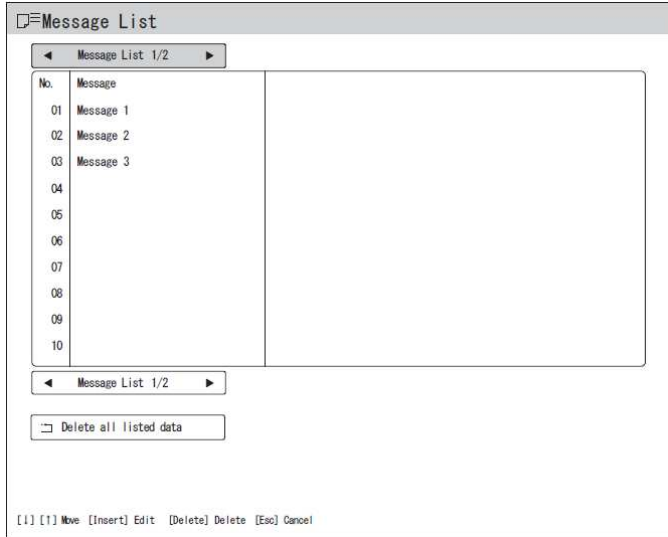 Message List
◄ Message List 1/2 ►
No. Message
01 Message 1
02 Message 2
03 Message 3
04
05
06
07
08
09
10
◄ Message List 1/2 ►
Delete all listed data
[↓] [↑] Move [Insert] Edit [Delete] Delete [Esc] Cancel